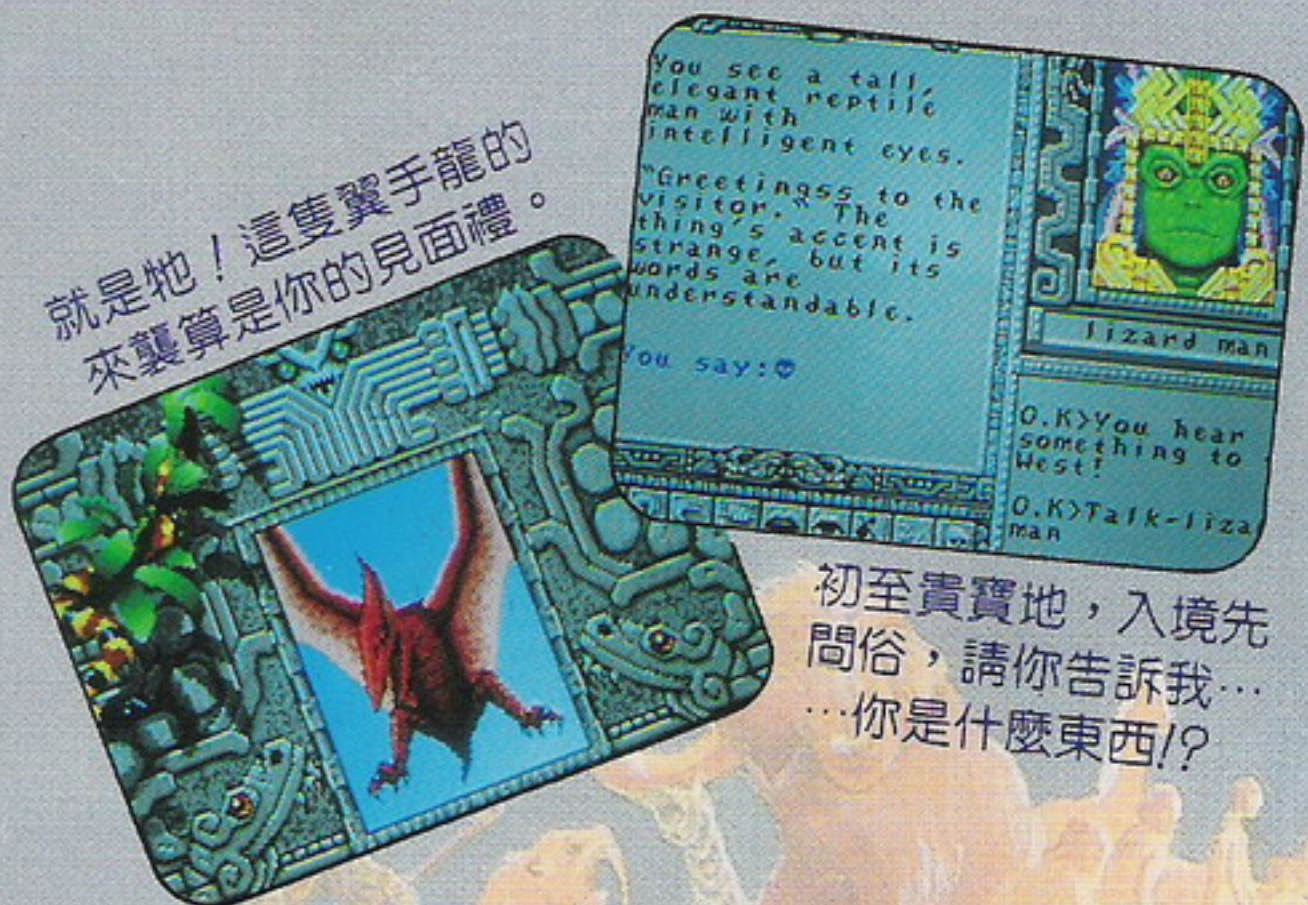 就是牠！這隻翼手龍的
來襲算是你的見面禮。
You see a tall,
elegant reptile
man with
intelligent eyes.
"Greetingss to the
visitor." The
thing's accent is
strange, but its
words are
understandable.
You say:
lizard man
O.K>You hear
something to
West!
O.K>Talk-liza
man
初至貴寶地，入境先
問俗，請你告訴我…
…你是什麼東西!?